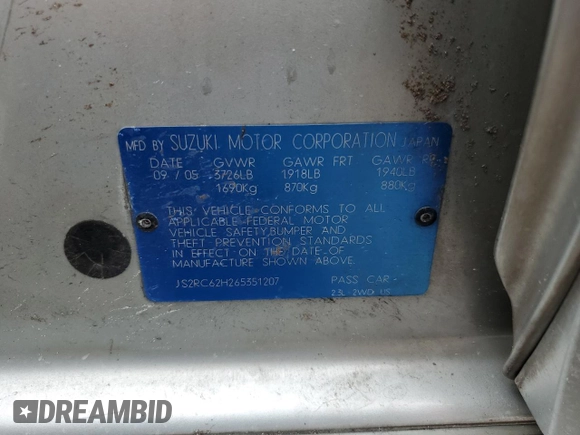 MFD BY SUZUKI MOTOR CORPORATION JAPAN
DATE GVWR GAWR FRT GAWR RR
09 / 05 3726LB 1918LB 1940LB
1690Kg 870Kg 880Kg
THIS VEHICLE CONFORMS TO ALL
APPLICABLE FEDERAL MOTOR
VEHICLE SAFETY,BUMPER AND
THEFT PREVENTION STANDARDS
IN EFFECT ON THE DATE OF
MANUFACTURE SHOWN ABOVE.
JS2RC62H265351207 PASS CAR
2.3L - 2WD US
DREAMBID